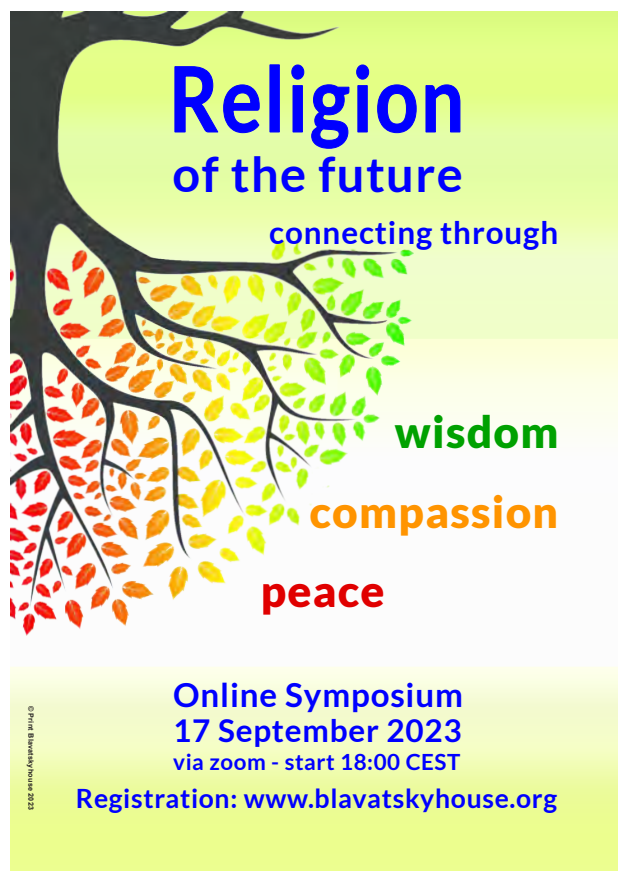 Religion
of the future
connecting through
wisdom
compassion
peace
Online Symposium
17 September 2023
via zoom - start 18:00 CEST
Registration: www.blavatskyhouse.org
© Print Blavatskyhouse 2023